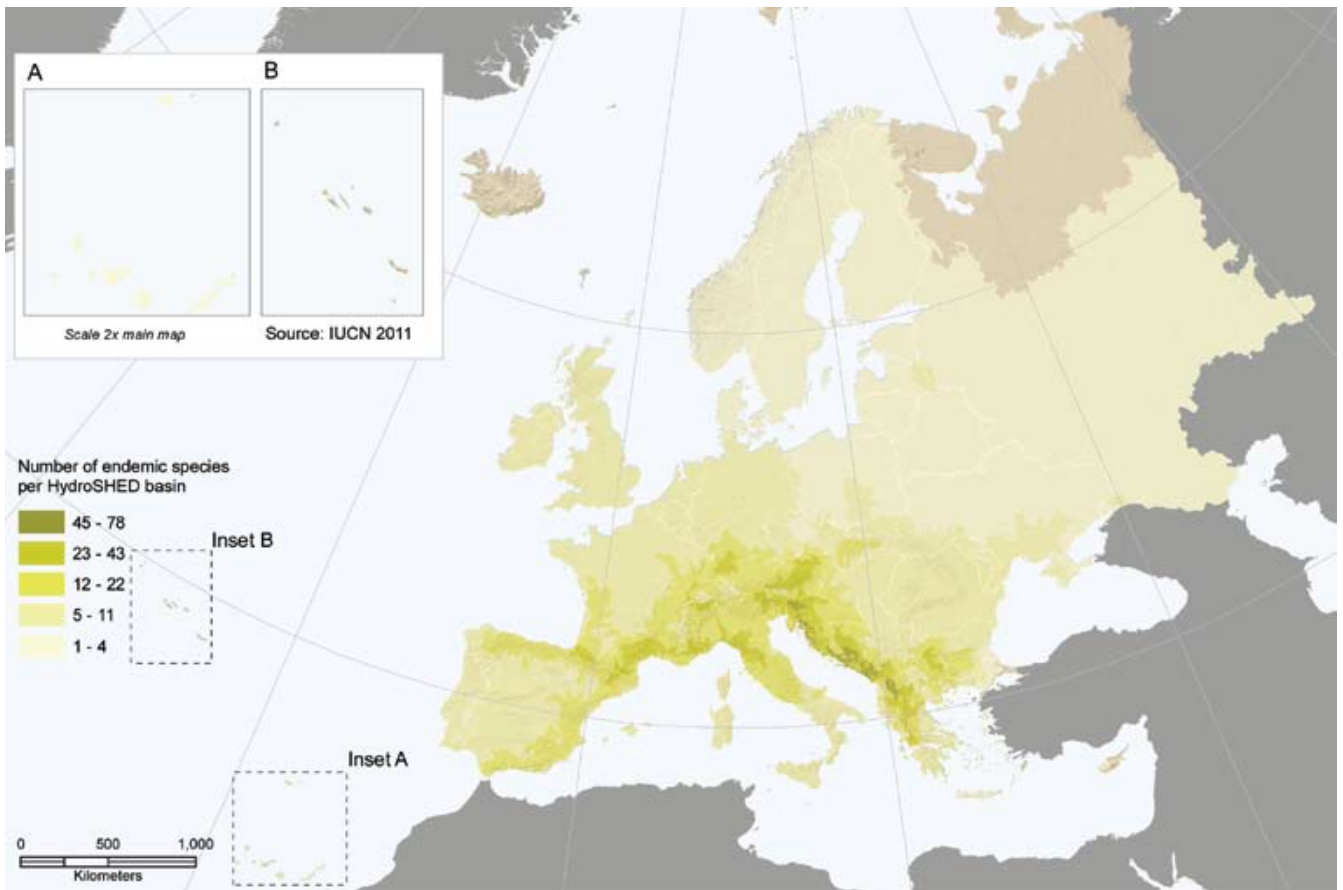 A
B
Scale 2x main map
Source: IUCN 2011
Number of endemic species
per HydroSHED basin
45 - 78
23 - 43
12 - 22
5 - 11
1 - 4
Inset B
Inset A
0 500 1,000
Kilometers